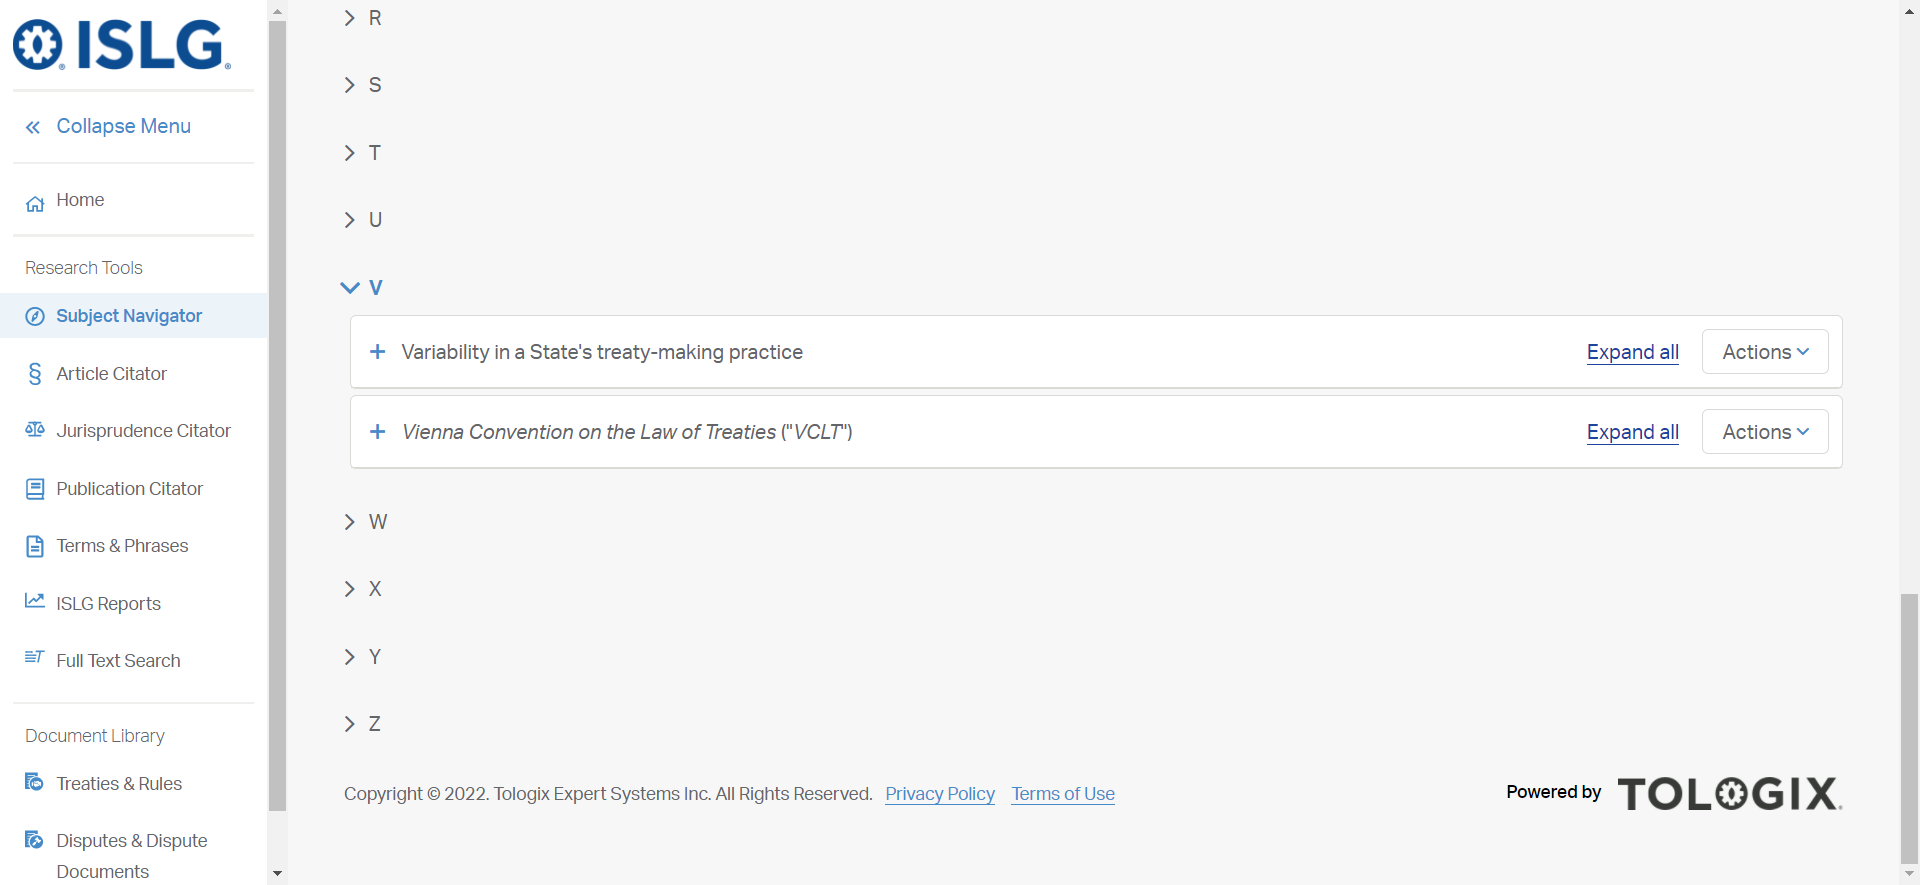 ISLG
Collapse Menu
Home
Research Tools
Subject Navigator
Article Citator
Jurisprudence Citator
Publication Citator
Terms & Phrases
ISLG Reports
Full Text Search
Document Library
Treaties & Rules
Disputes & Dispute
Documents
R
S
T
U
V
Variability in a State's treaty-making practice Expand all Actions
Vienna Convention on the Law of Treaties ("VCLT") Expand all Actions
W
X
Y
Z
Copyright © 2022. Tologix Expert Systems Inc. All Rights Reserved. Privacy Policy Terms of Use
Powered by TOLOGIX